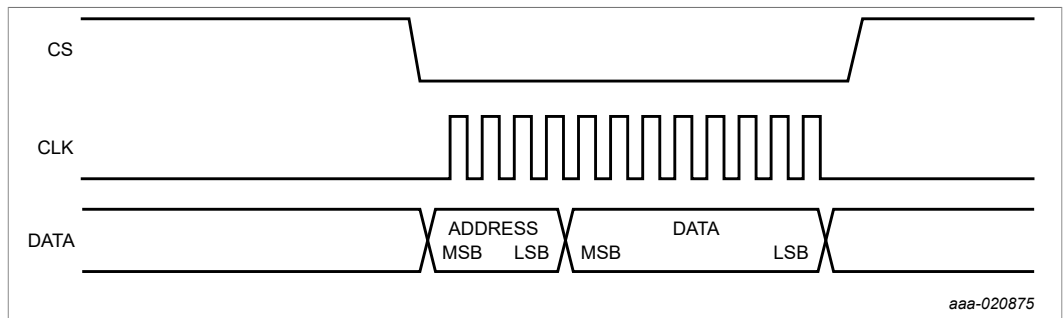 CS
CLK
DATA
ADDRESS DATA
MSB LSB MSB LSB
aaa-020875